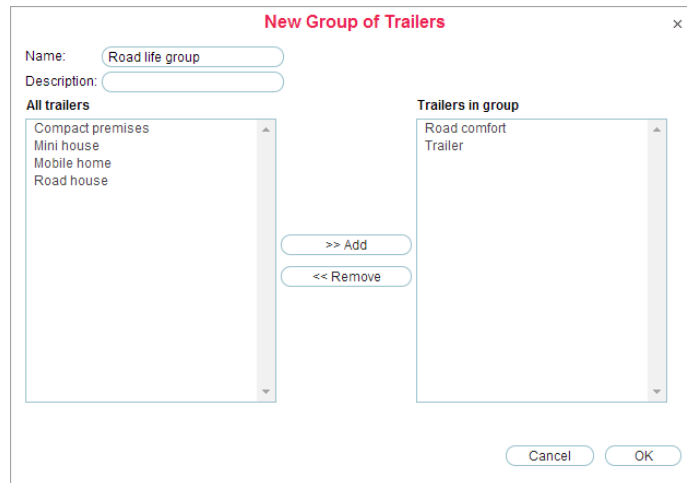 New Group of Trailers
×
Name: Road life group
Description:
All trailers
Trailers in group
Compact premises
Mini house
Mobile home
Road house
Road comfort
Trailer
>> Add
<< Remove
Cancel
OK